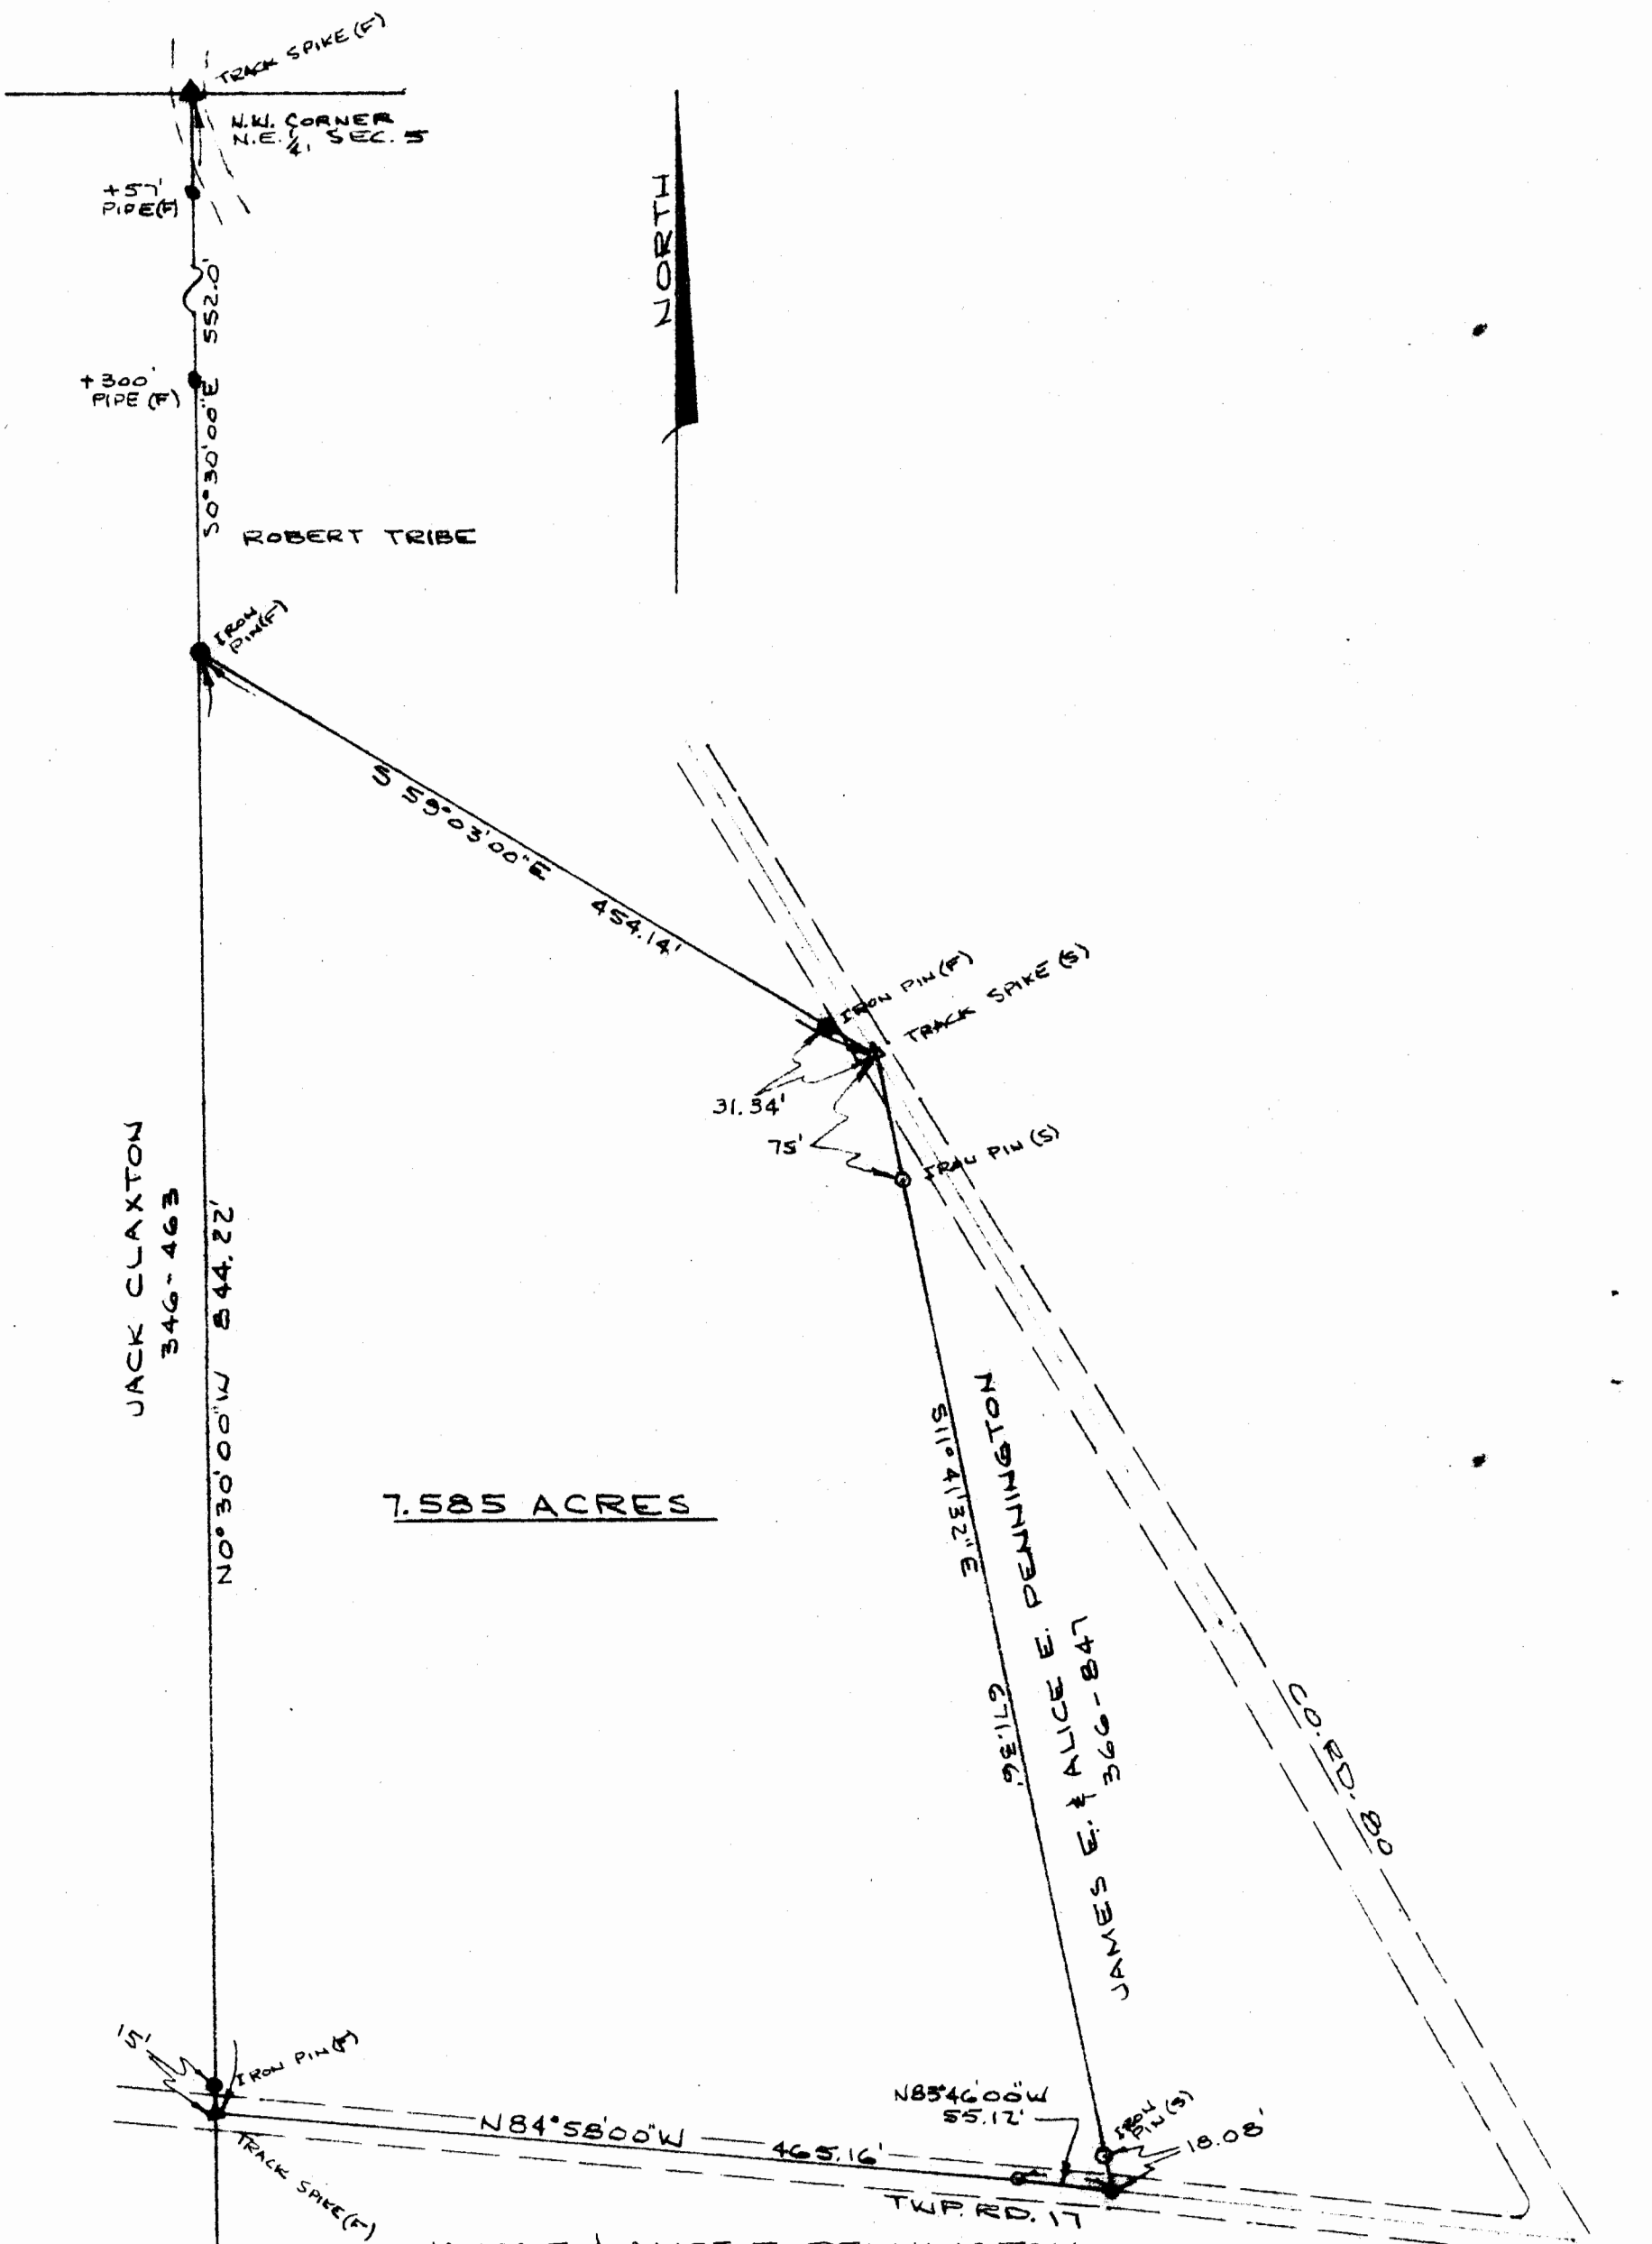 TRACK SPIKE (F)
N.W. CORNER
N.E. 1/4, SEC. 5
+57'
PIPE (F)
NORTH
S0°30'00"E 552.0'
+300'
PIPE (F)
ROBERT TRIBE
IRON
PIN(F)
S 59°03'00"E 454.14'
IRON PIN (F)
TRACK SPIKE (S)
31.34'
75'
IRON PIN (S)
JACK CLAXTON
346-463
N0°30'00"W 844.22'
S11°41'32"E 671.36'
JAMES E. & ALICE E. PENNINGTON
366-847
7.585 ACRES
CO. RD. 80
15'
IRON PIN (F)
TRACK SPIKE (F)
N84°58'00"W 465.16'
N83°46'00"W
55.12'
IRON
PIN (S)
18.08'
TWP. RD. 17